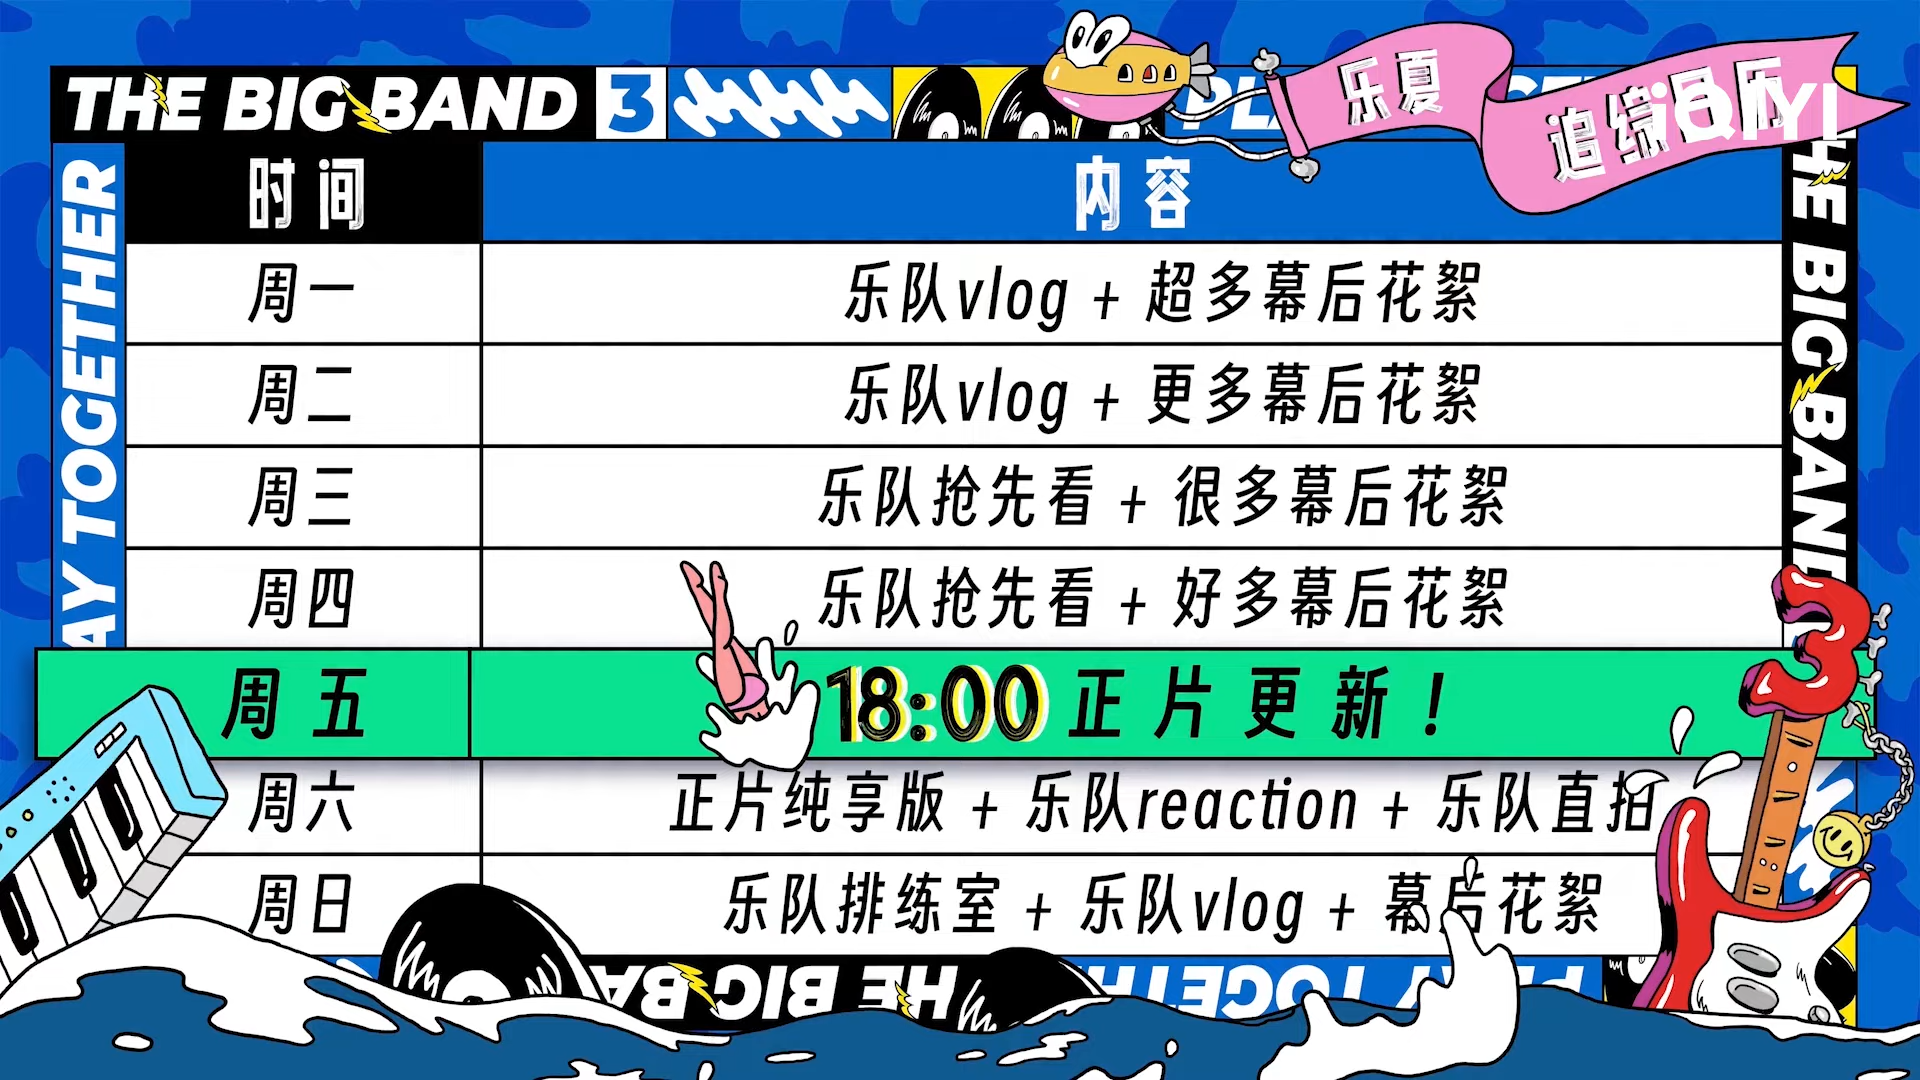 THE BIG BAND 3
乐夏
追综日历
iQIYI
时间 内容
周一 乐队vlog + 超多幕后花絮
周二 乐队vlog + 更多幕后花絮
周三 乐队抢先看 + 很多幕后花絮
周四 乐队抢先看 + 好多幕后花絮
周五 18:00 正片更新！
周六 正片纯享版 + 乐队reaction + 乐队直拍
周日 乐队排练室 + 乐队vlog + 幕后花絮
TOGETHER
THE BIG BAND
THE BIG
TOGETH